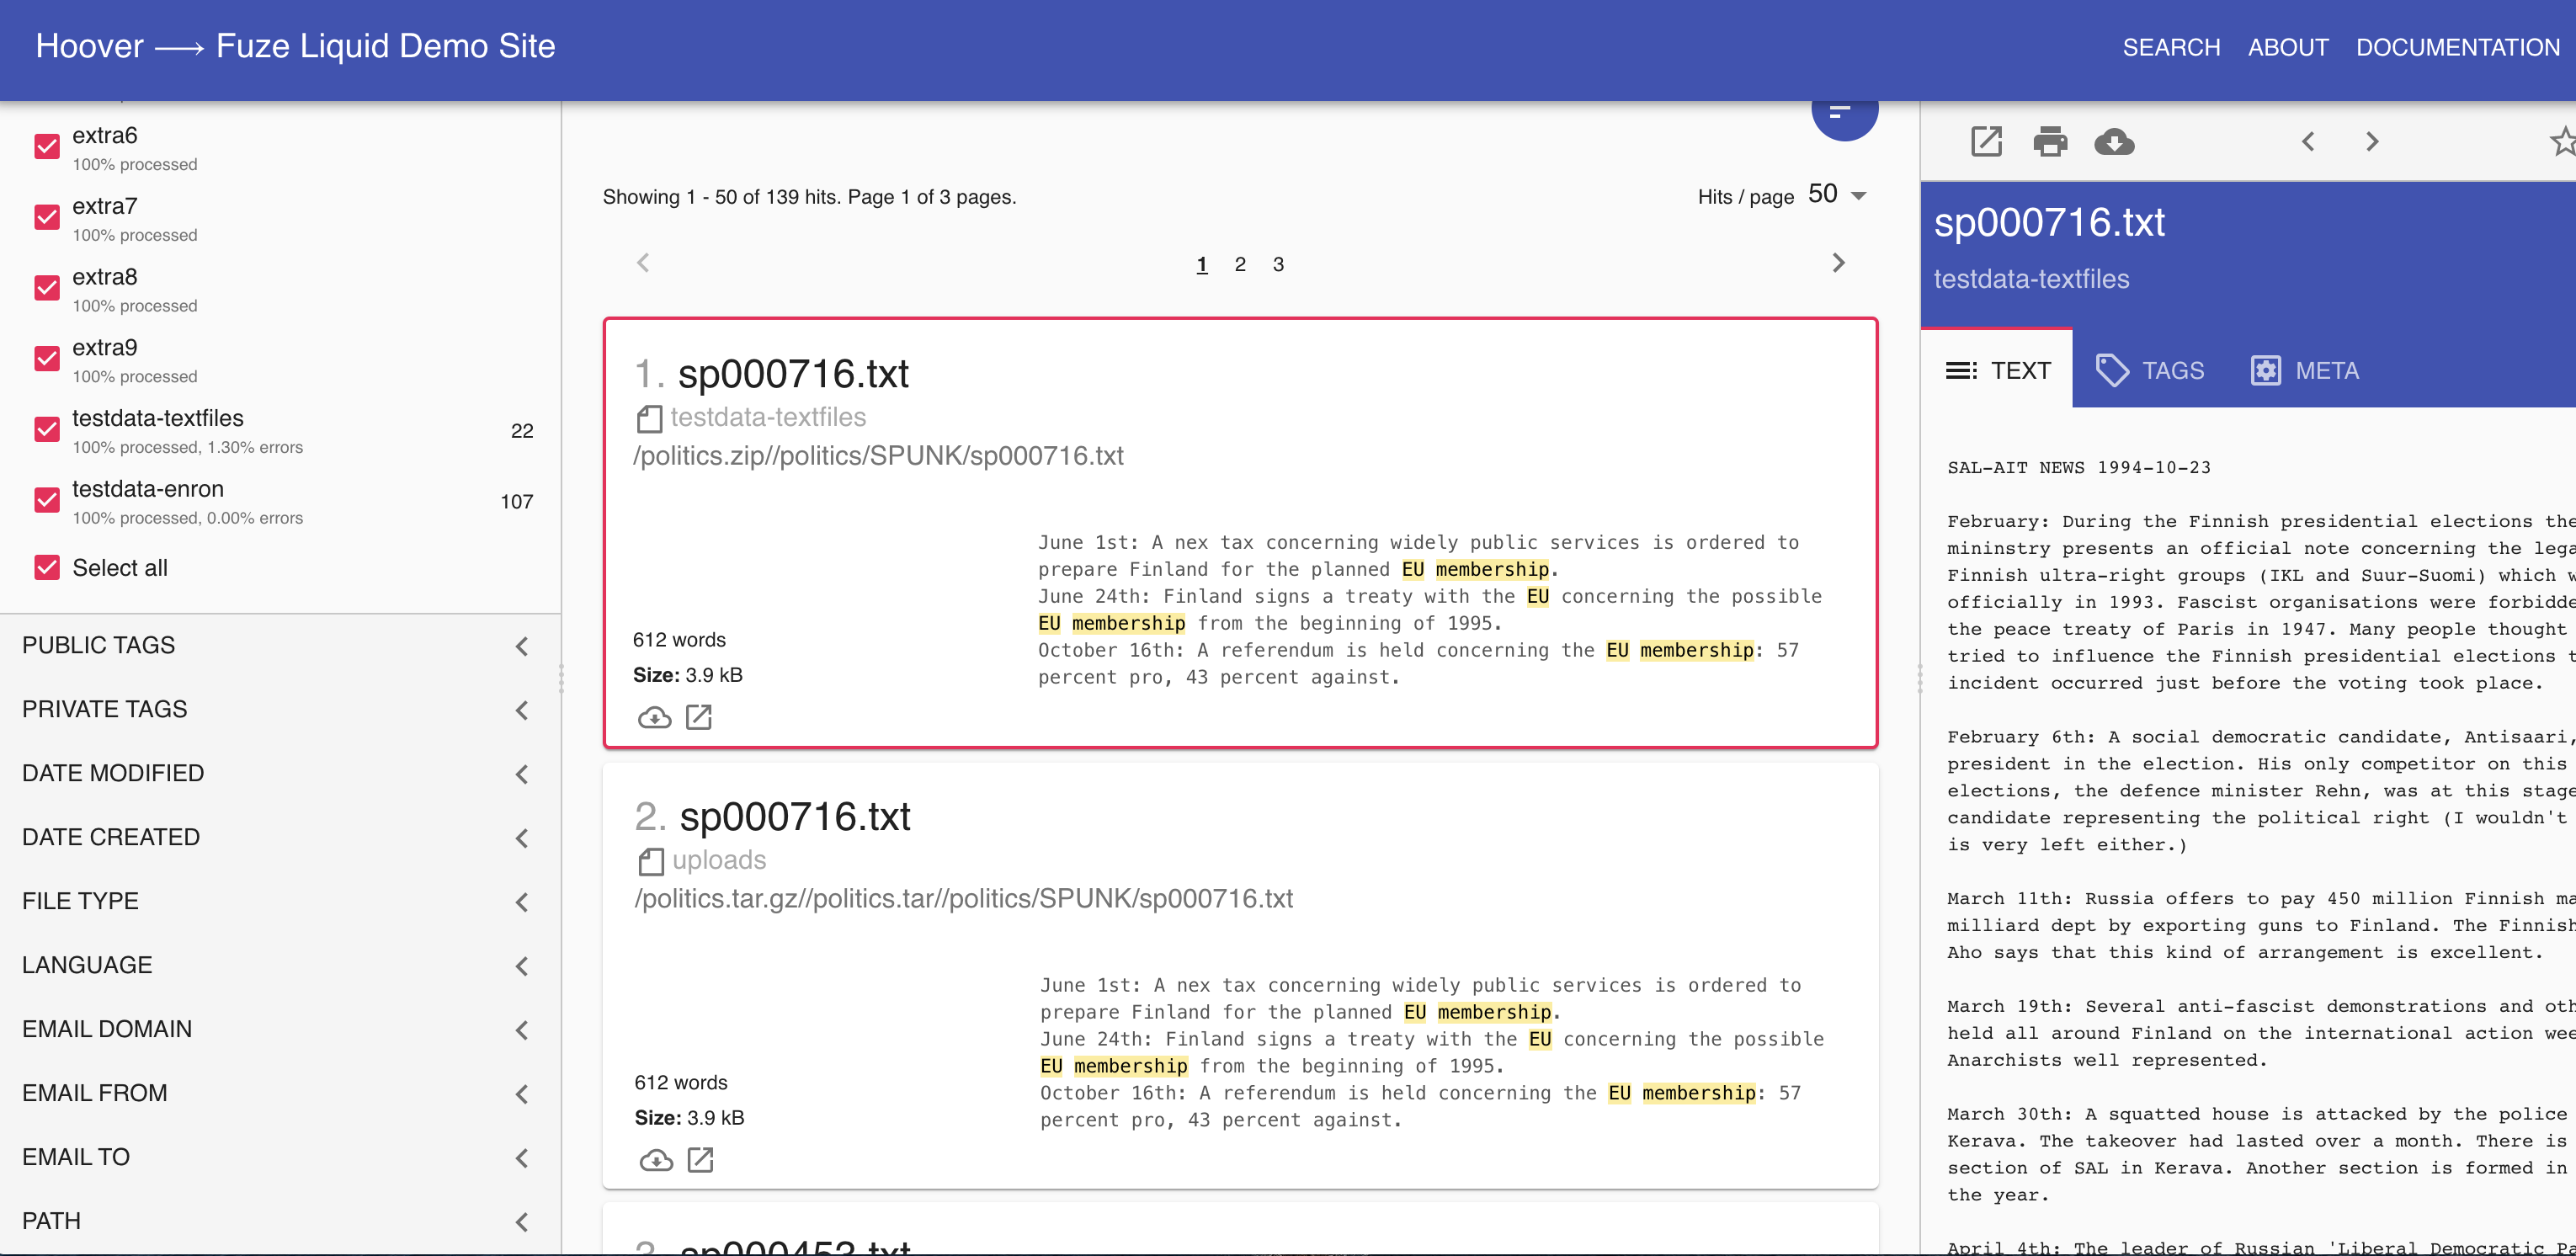 Hoover ⟶ Fuze Liquid Demo Site
SEARCH ABOUT DOCUMENTATION
extra6
100% processed
extra7
100% processed
extra8
100% processed
extra9
100% processed
testdata-textfiles 22
100% processed, 1.30% errors
testdata-enron 107
100% processed, 0.00% errors
Select all
PUBLIC TAGS
PRIVATE TAGS
DATE MODIFIED
DATE CREATED
FILE TYPE
LANGUAGE
EMAIL DOMAIN
EMAIL FROM
EMAIL TO
PATH
Showing 1 - 50 of 139 hits. Page 1 of 3 pages.
Hits / page 50
1 2 3
1. sp000716.txt
testdata-textfiles
/politics.zip//politics/SPUNK/sp000716.txt
June 1st: A nex tax concerning widely public services is ordered to
prepare Finland for the planned EU membership.
June 24th: Finland signs a treaty with the EU concerning the possible
EU membership from the beginning of 1995.
October 16th: A referendum is held concerning the EU membership: 57
percent pro, 43 percent against.
612 words
Size: 3.9 kB
2. sp000716.txt
uploads
/politics.tar.gz//politics.tar//politics/SPUNK/sp000716.txt
June 1st: A nex tax concerning widely public services is ordered to
prepare Finland for the planned EU membership.
June 24th: Finland signs a treaty with the EU concerning the possible
EU membership from the beginning of 1995.
October 16th: A referendum is held concerning the EU membership: 57
percent pro, 43 percent against.
612 words
Size: 3.9 kB
sp000716.txt
testdata-textfiles
TEXT TAGS META
SAL-AIT NEWS 1994-10-23
February: During the Finnish presidential elections the
mininstry presents an official note concerning the lega
Finnish ultra-right groups (IKL and Suur-Suomi) which w
officially in 1993. Fascist organisations were forbidde
the peace treaty of Paris in 1947. Many people thought
tried to influence the Finnish presidential elections t
incident occurred just before the voting took place.
February 6th: A social democratic candidate, Antisaari,
president in the election. His only competitor on this
elections, the defence minister Rehn, was at this stage
candidate representing the political right (I wouldn't
is very left either.)
March 11th: Russia offers to pay 450 million Finnish ma
milliard dept by exporting guns to Finland. The Finnish
Aho says that this kind of arrangement is excellent.
March 19th: Several anti-fascist demonstrations and oth
held all around Finland on the international action wee
Anarchists well represented.
March 30th: A squatted house is attacked by the police
Kerava. The takeover had lasted over a month. There is
section of SAL in Kerava. Another section is formed in
the year.
April 4th: The leader of Russian 'Liberal Democratic Pa